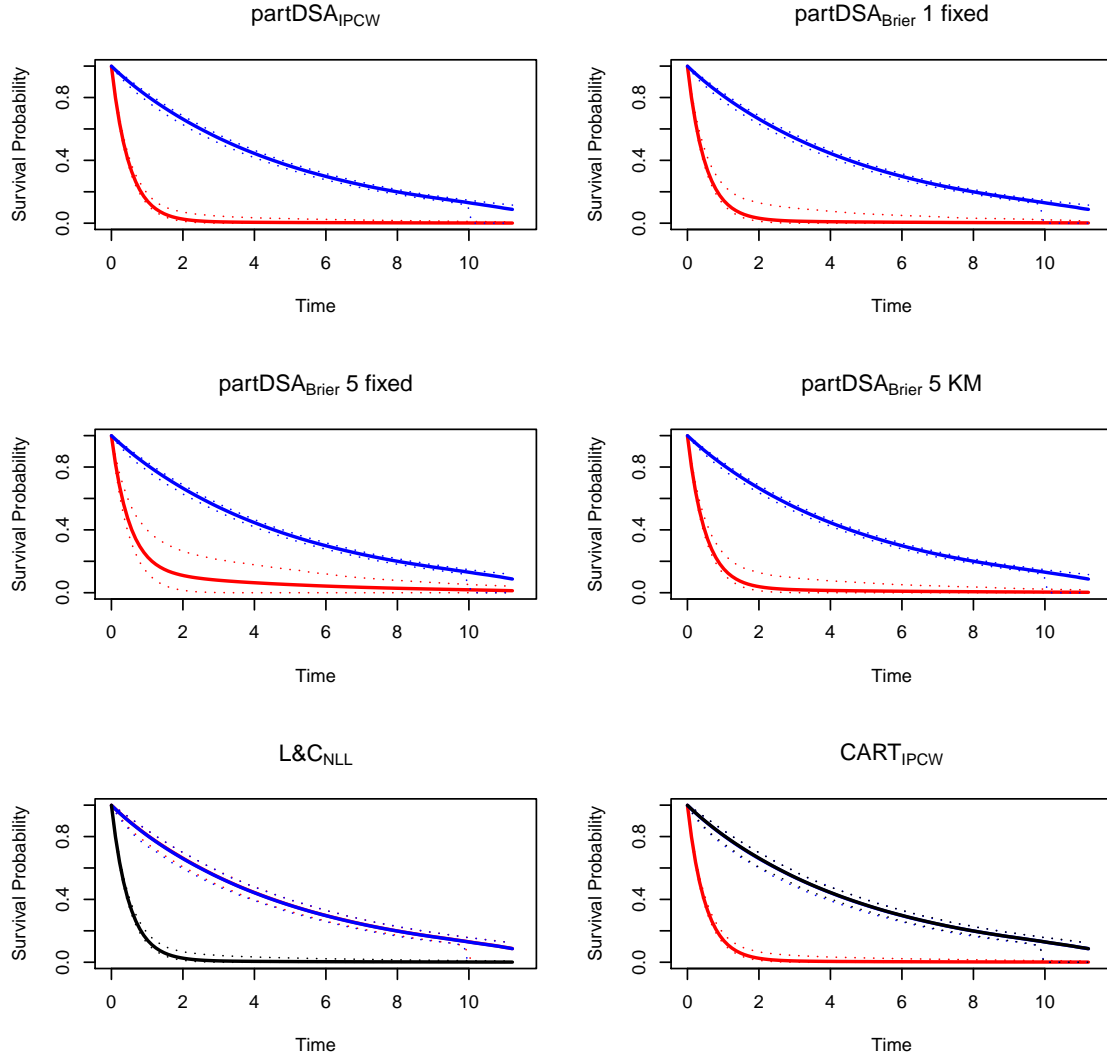 partDSA_IPCW
Survival Probability
0.0 0.4 0.8
0 2 4 6 8 10
Time
partDSA_Brier 1 fixed
Survival Probability
0.0 0.4 0.8
0 2 4 6 8 10
Time
partDSA_Brier 5 fixed
Survival Probability
0.0 0.4 0.8
0 2 4 6 8 10
Time
partDSA_Brier 5 KM
Survival Probability
0.0 0.4 0.8
0 2 4 6 8 10
Time
L&C_NLL
Survival Probability
0.0 0.4 0.8
0 2 4 6 8 10
Time
CART_IPCW
Survival Probability
0.0 0.4 0.8
0 2 4 6 8 10
Time